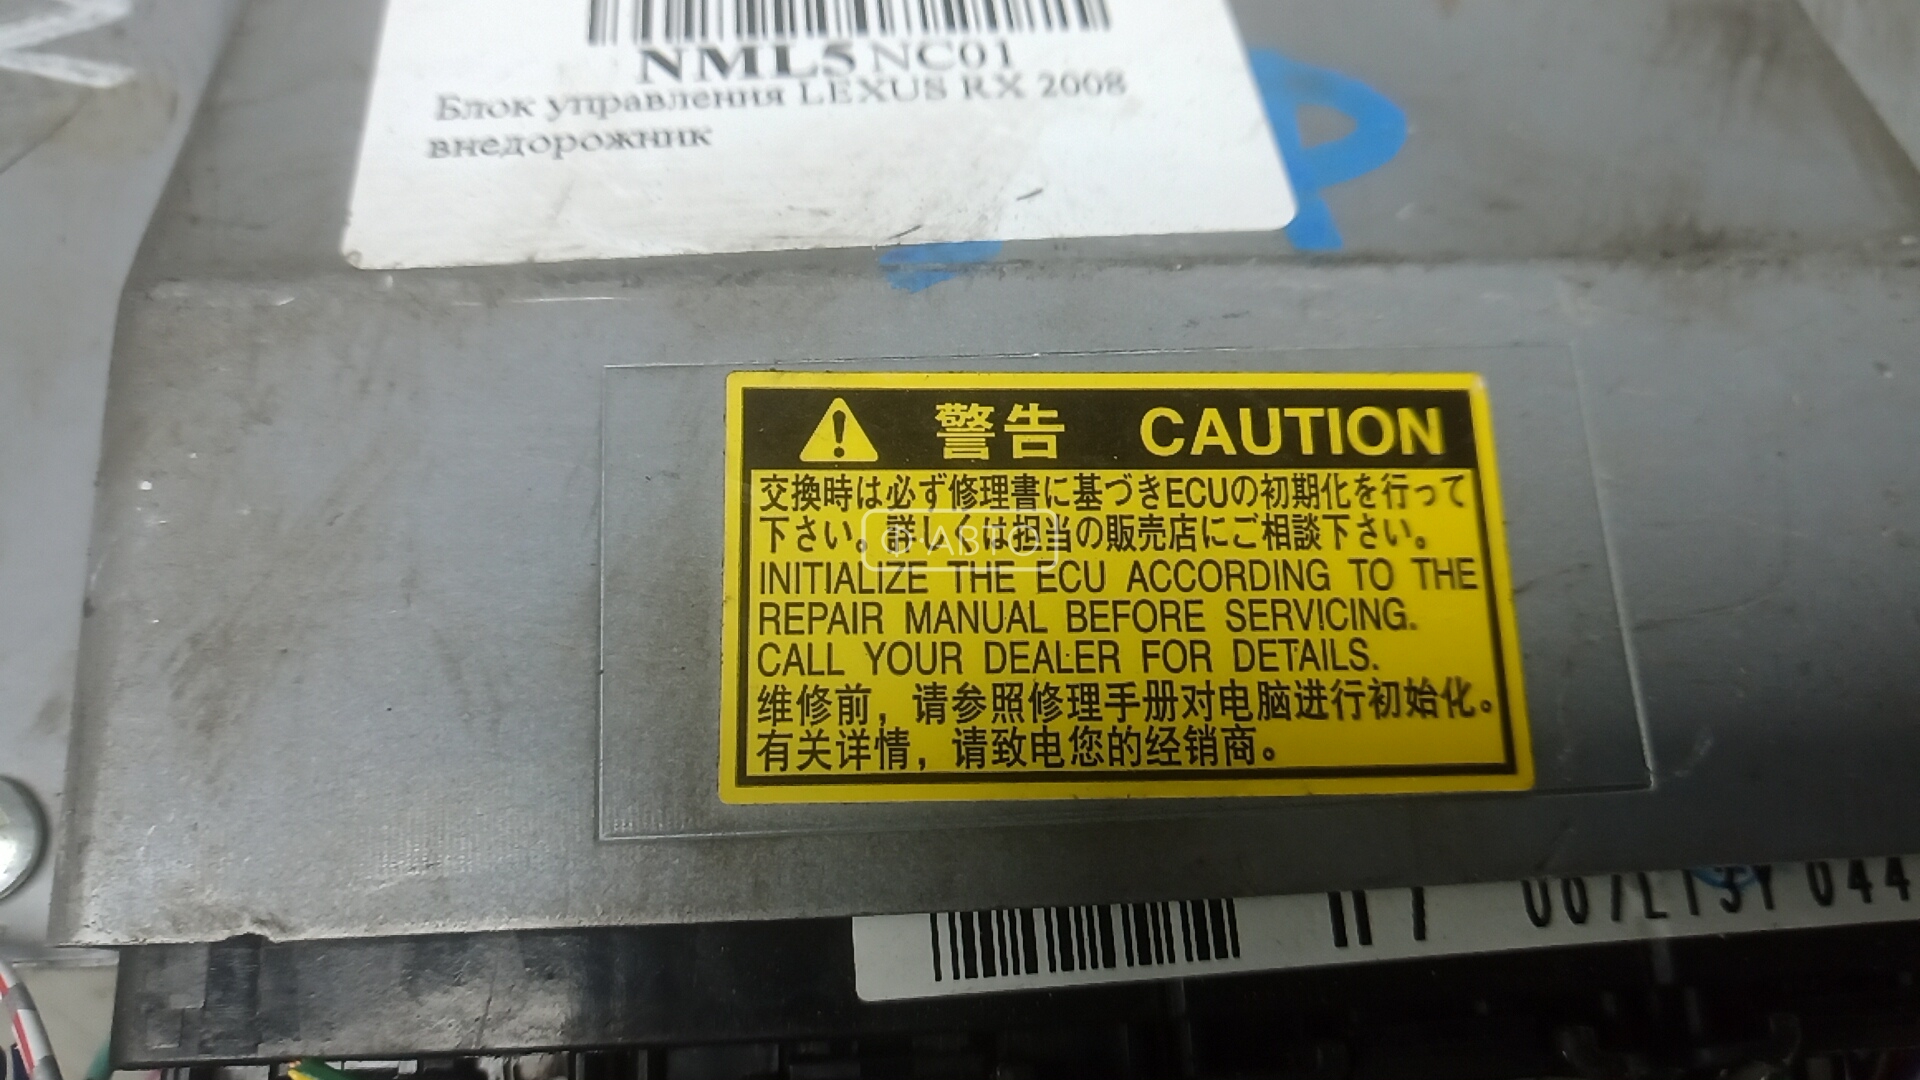 NML5NC01
Блок управления LEXUS RX 2008
внедорожник
P
警告 CAUTION
交換時は必ず修理書に基づきECUの初期化を行って
下さい。詳しくは担当の販売店にご相談下さい。
Ф-АВТО
INITIALIZE THE ECU ACCORDING TO THE
REPAIR MANUAL BEFORE SERVICING.
CALL YOUR DEALER FOR DETAILS.
维修前，请参照修理手册对电脑进行初始化。
有关详情，请致电您的经销商。